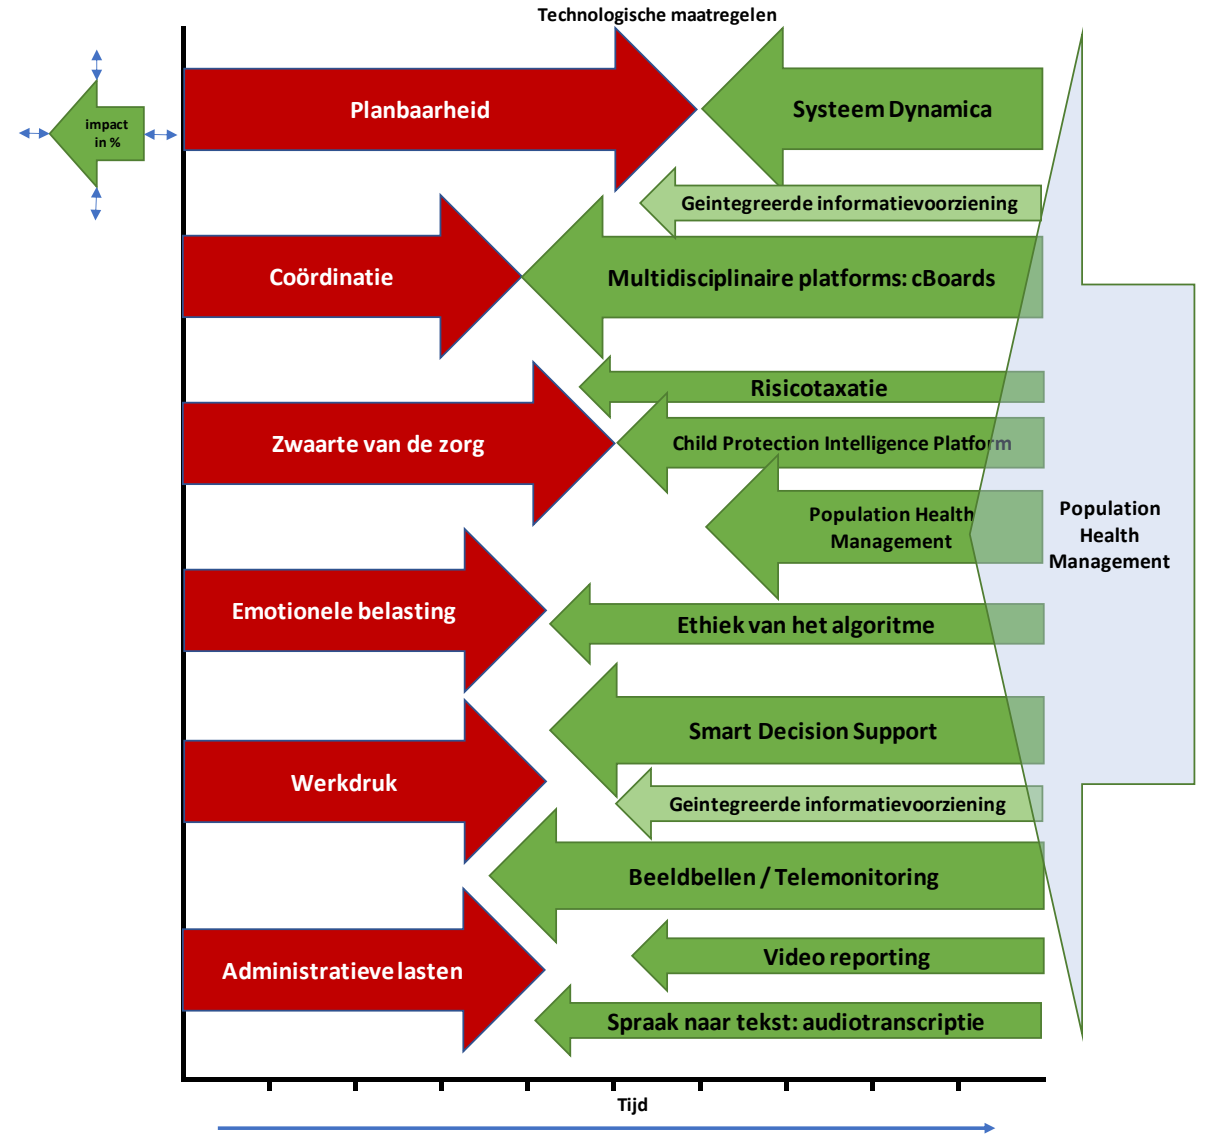 Technologische maatregelen
impact
in %
Planbaarheid
Systeem Dynamica
Geintegreerde informatievoorziening
Coördinatie
Multidisciplinaire platforms: cBoards
Risicotaxatie
Zwaarte van de zorg
Child Protection Intelligence Platform
Population Health
Management
Population
Health
Management
Emotionele belasting
Ethiek van het algoritme
Smart Decision Support
Werkdruk
Geintegreerde informatievoorziening
Beeldbellen / Telemonitoring
Video reporting
Administratieve lasten
Spraak naar tekst: audiotranscriptie
Tijd